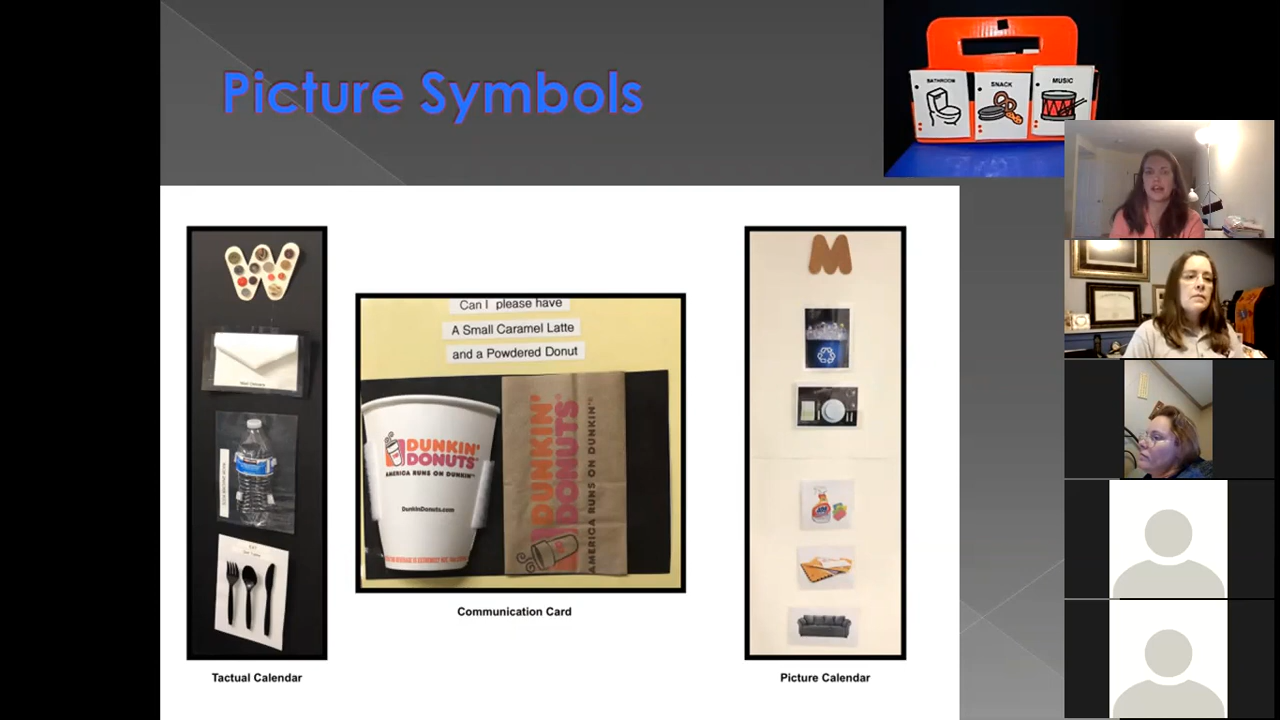 Picture Symbols
BATHROOM
SNACK
MUSIC
W
M
Can I please have
A Small Caramel Latte
and a Powdered Donut
DUNKIN'
DONUTS
AMERICA RUNS ON DUNKIN'
DunkinDonuts.com
DUNKIN'
DONUTS
AMERICA RUNS ON DUNKIN'
Tactual Calendar
Communication Card
Picture Calendar